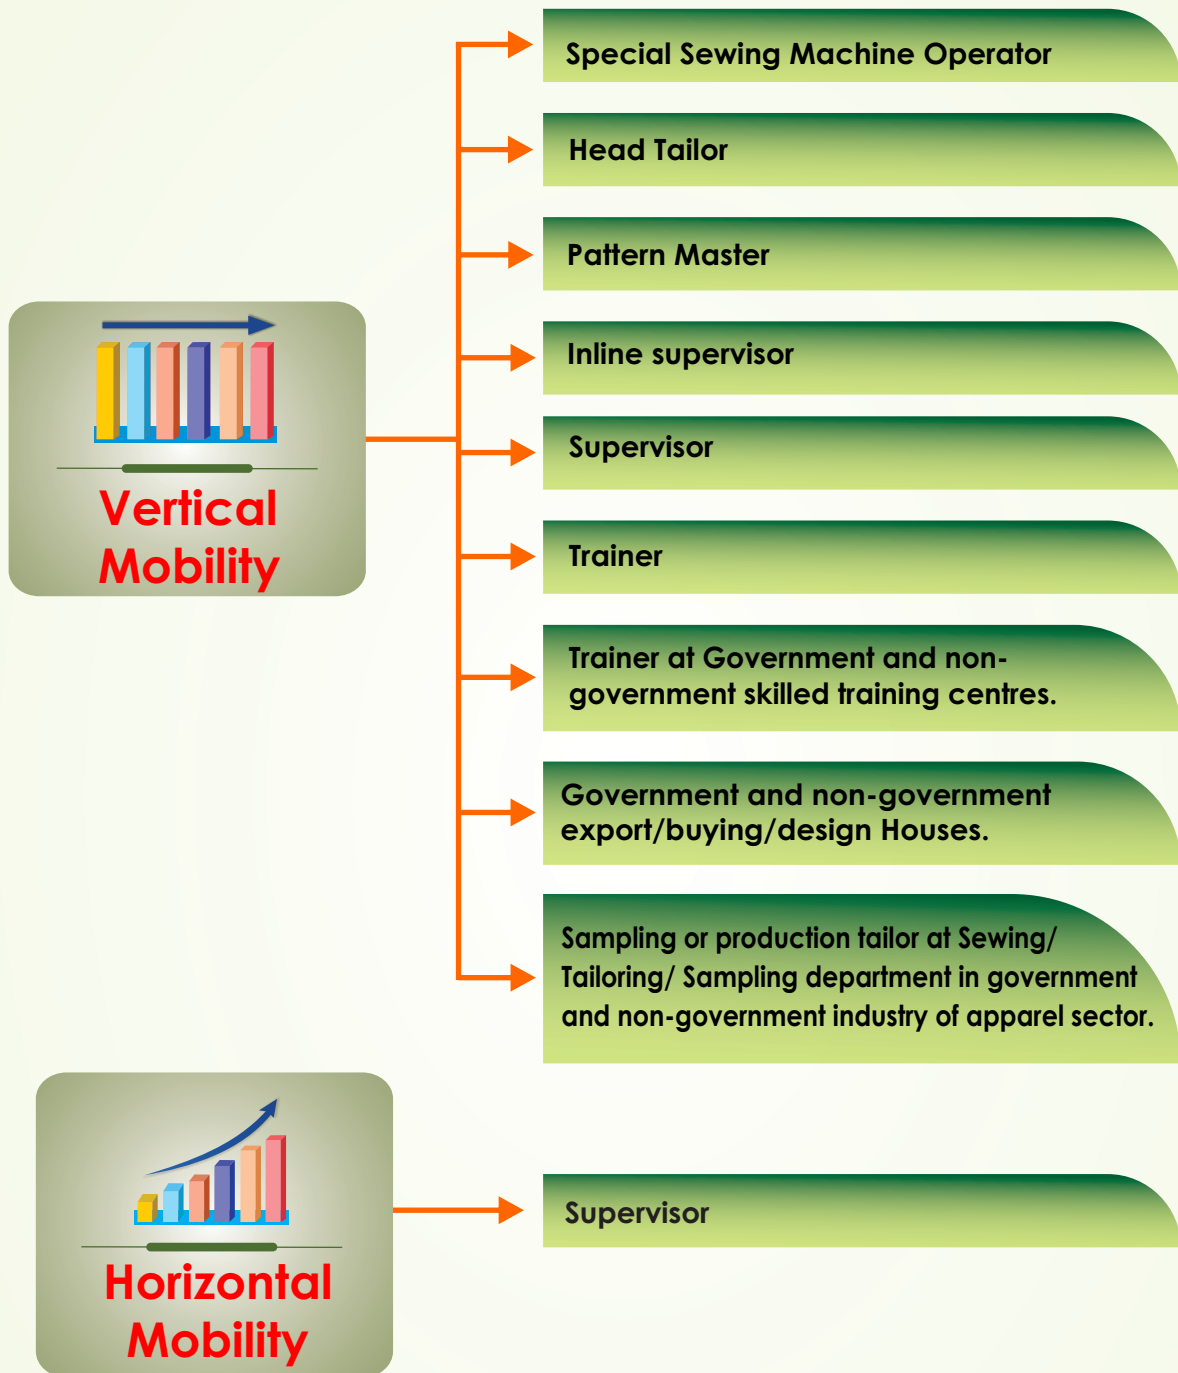 Special Sewing Machine Operator
Head Tailor
Pattern Master
Inline supervisor
Supervisor
Trainer
Trainer at Government and non-
government skilled training centres.
Government and non-government
export/buying/design Houses.
Sampling or production tailor at Sewing/
Tailoring/ Sampling department in government
and non-government industry of apparel sector.
Vertical
Mobility
Supervisor
Horizontal
Mobility